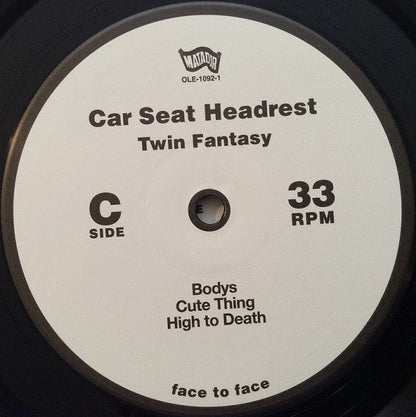 MATADOR
OLE-1092-1
Car Seat Headrest
Twin Fantasy
C
SIDE
33
RPM
Bodys
Cute Thing
High to Death
face to face